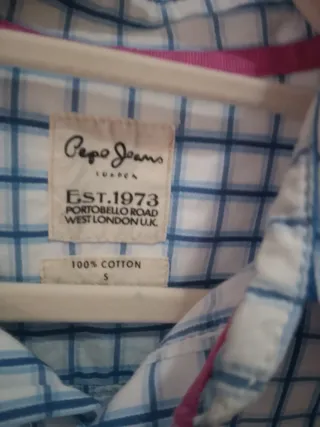 Pepe Jeans
LONDON
EST.1973
PORTOBELLO ROAD
WEST LONDON U.K.
100% COTTON
S